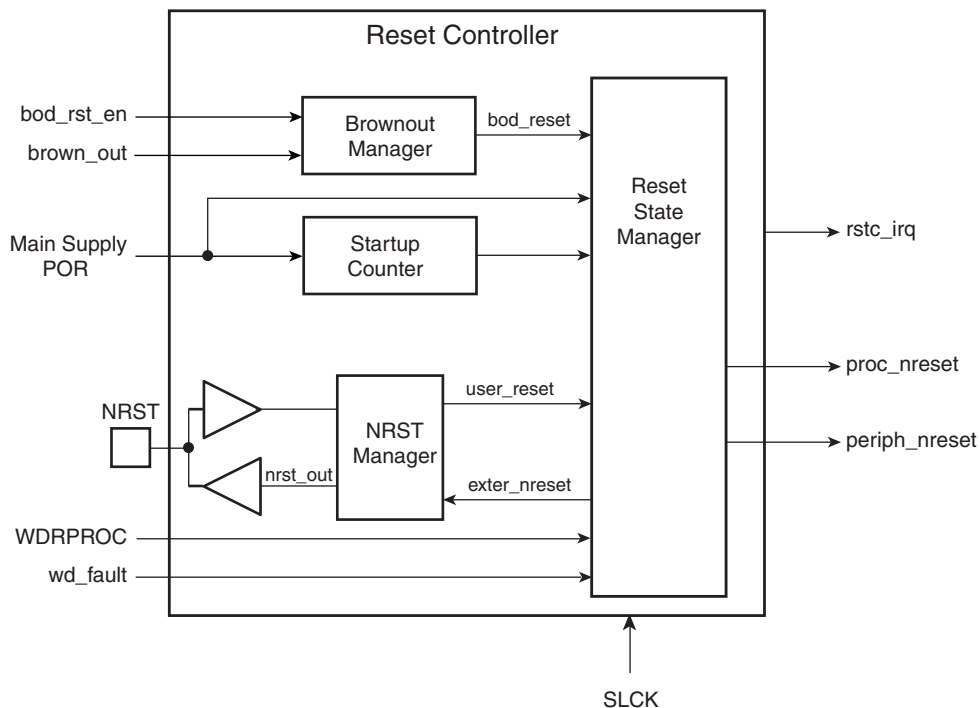 Reset Controller
bod_rst_en
brown_out
Brownout
Manager
bod_reset
Main Supply
POR
Startup
Counter
Reset
State
Manager
rstc_irq
proc_nreset
periph_nreset
NRST
NRST
Manager
user_reset
nrst_out
exter_nreset
WDRPROC
wd_fault
SLCK